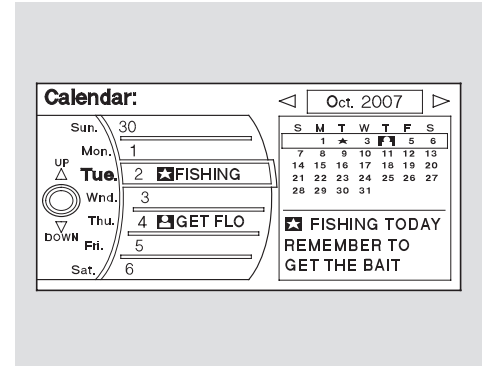 Calendar:
Oct. 2007
Sun. 30
Mon. 1
UP
Tue. 2 FISHING
Wnd. 3
Thu. 4 GET FLO
DOWN
Fri. 5
Sat. 6
S M T W T F S
1 ★ 3 5 6
7 8 9 10 11 12 13
14 15 16 17 18 19 20
21 22 23 24 25 26 27
28 29 30 31
FISHING TODAY
REMEMBER TO
GET THE BAIT